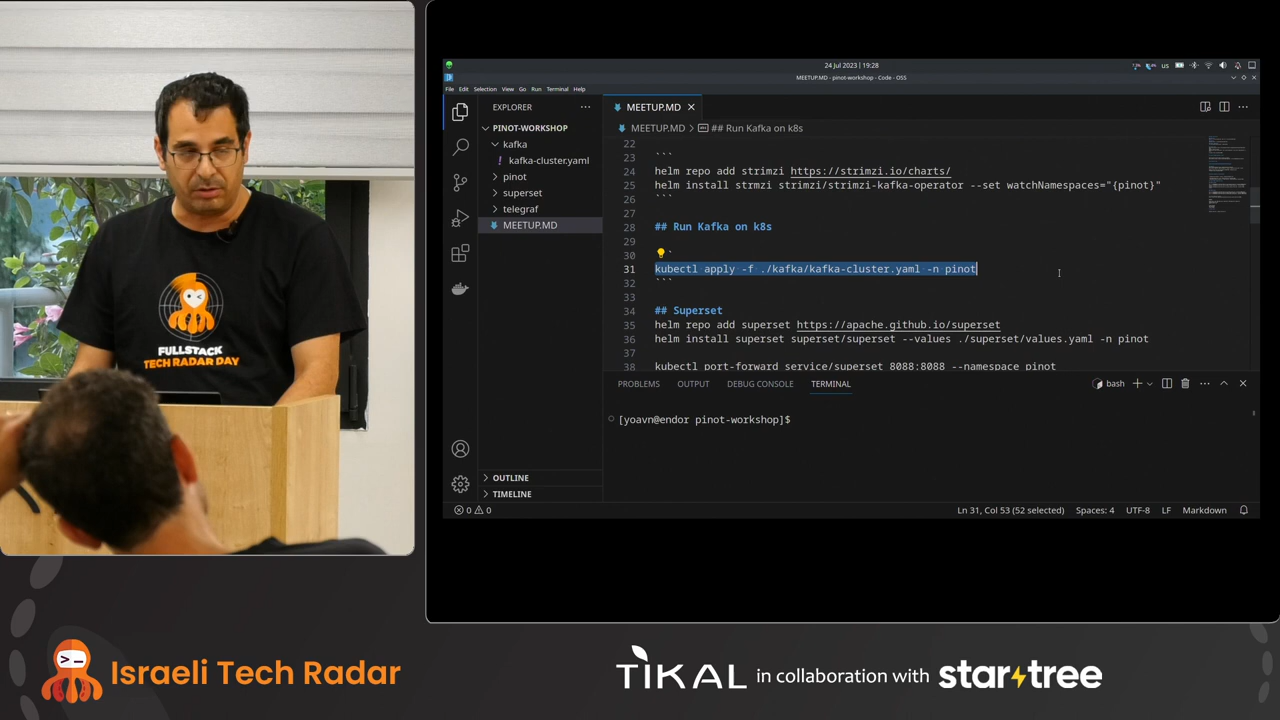 FULLSTACK
TECH RADAR DAY
24 Jul 2023 | 19:28
us
MEETUP.MD - pinot-workshop - Code - OSS
File Edit Selection View Go Run Terminal Help
EXPLORER
PINOT-WORKSHOP
kafka
! kafka-cluster.yaml
pinot
superset
telegraf
MEETUP.MD
OUTLINE
TIMELINE
MEETUP.MD
MEETUP.MD > ## Run Kafka on k8s
22
23 ```
24 helm repo add strimzi https://strimzi.io/charts/
25 helm install strmzi strimzi/strimzi-kafka-operator --set watchNamespaces="{pinot}"
26 ```
27
28 ## Run Kafka on k8s
29
30 `
31 kubectl apply -f ./kafka/kafka-cluster.yaml -n pinot
32 ```
33
34 ## Superset
35 helm repo add superset https://apache.github.io/superset
36 helm install superset superset/superset --values ./superset/values.yaml -n pinot
37
38 kubectl port-forward service/superset 8088:8088 --namespace pinot
PROBLEMS OUTPUT DEBUG CONSOLE TERMINAL
bash
[yoavn@endor pinot-workshop]$
0 0
Ln 31, Col 53 (52 selected) Spaces: 4 UTF-8 LF Markdown
Israeli Tech Radar
TIKAL in collaboration with startree